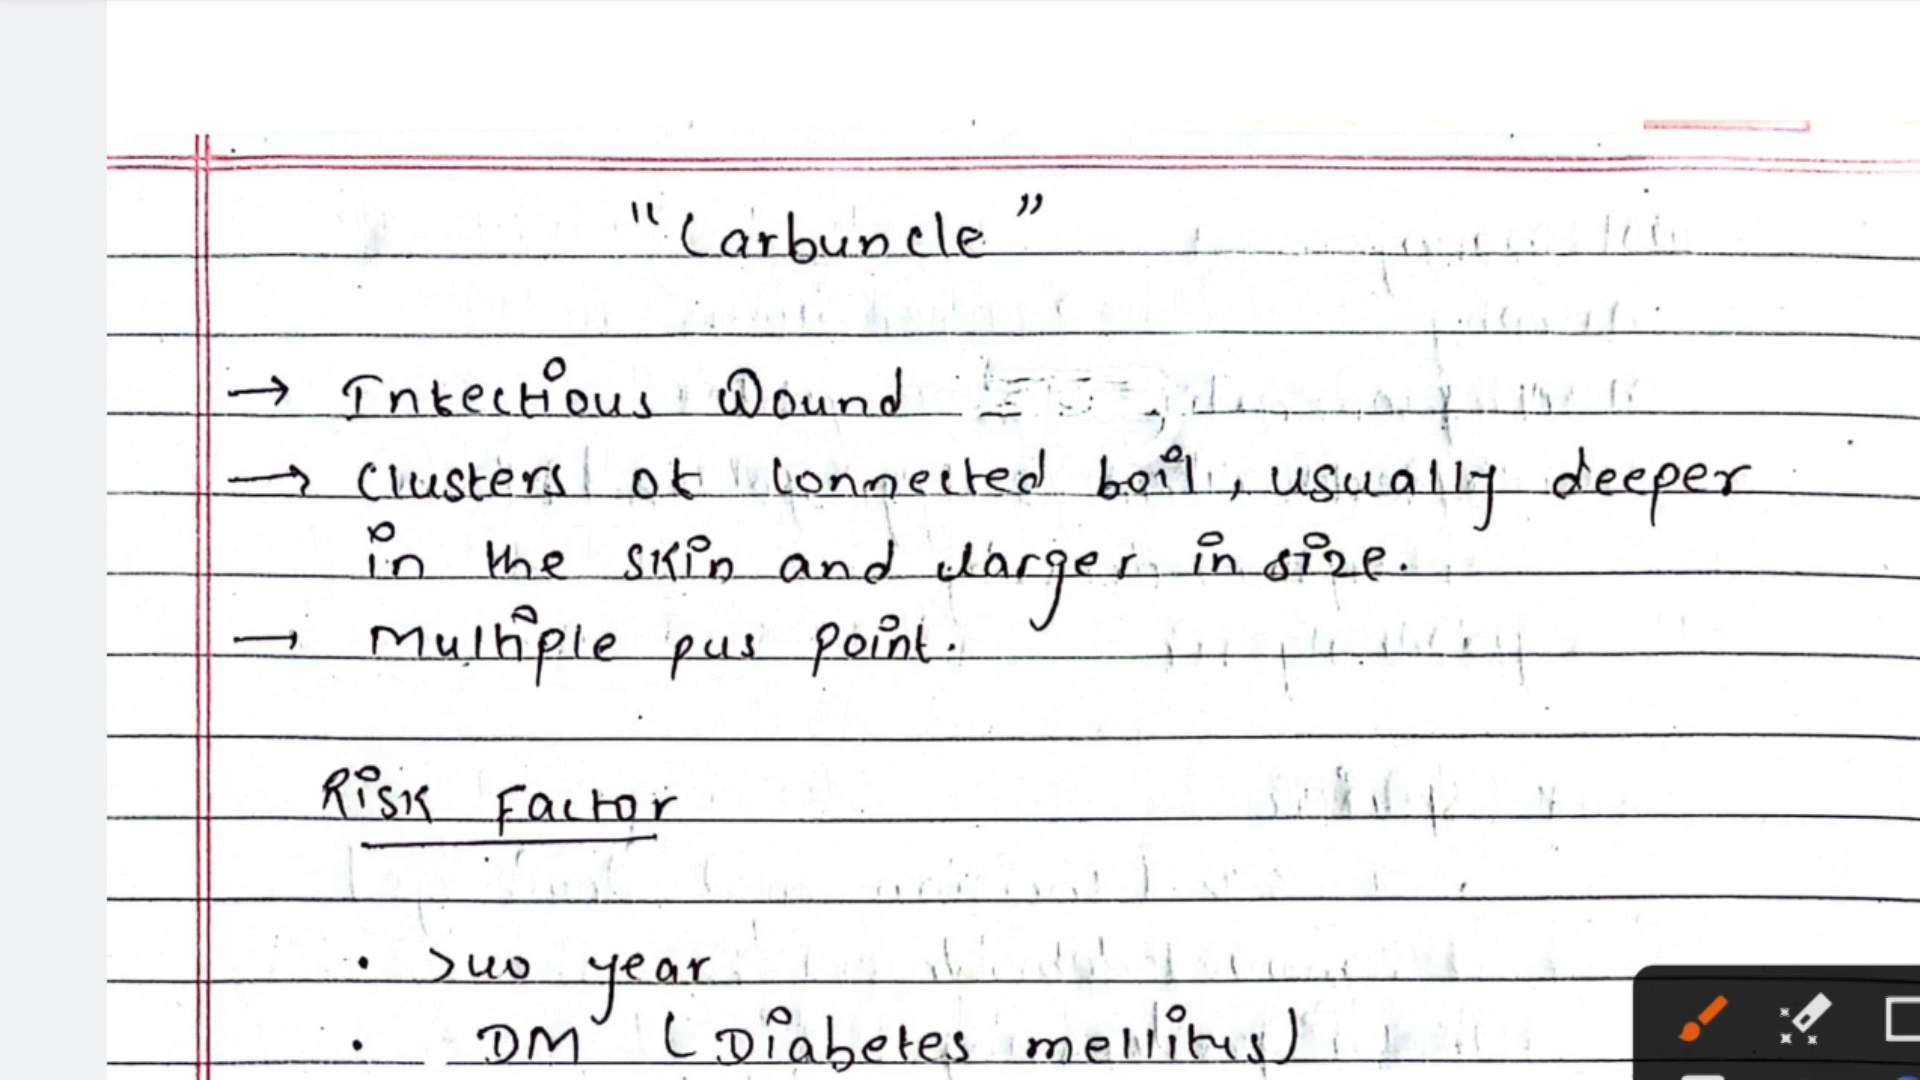 "Carbuncle"
→ Infectious Wound
→ Clusters of connected boil, usually deeper
in the skin and larger in size.
→ Multiple pus point.
Risk Factor
• >40 year
• DM (Diabetes mellitus)